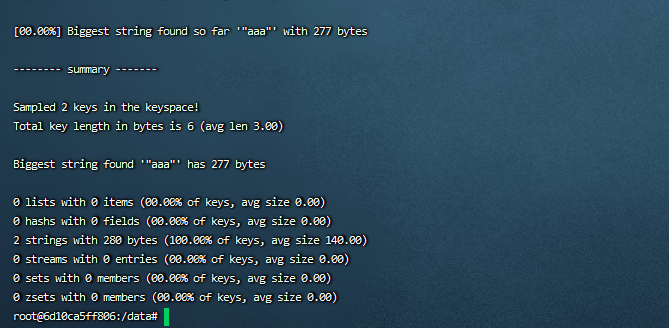 [00.00%] Biggest string found so far '"aaa"' with 277 bytes
-------- summary -------
Sampled 2 keys in the keyspace!
Total key length in bytes is 6 (avg len 3.00)
Biggest string found '"aaa"' has 277 bytes
0 lists with 0 items (00.00% of keys, avg size 0.00)
0 hashs with 0 fields (00.00% of keys, avg size 0.00)
2 strings with 280 bytes (100.00% of keys, avg size 140.00)
0 streams with 0 entries (00.00% of keys, avg size 0.00)
0 sets with 0 members (00.00% of keys, avg size 0.00)
0 zsets with 0 members (00.00% of keys, avg size 0.00)
root@6d10ca5ff806:/data#